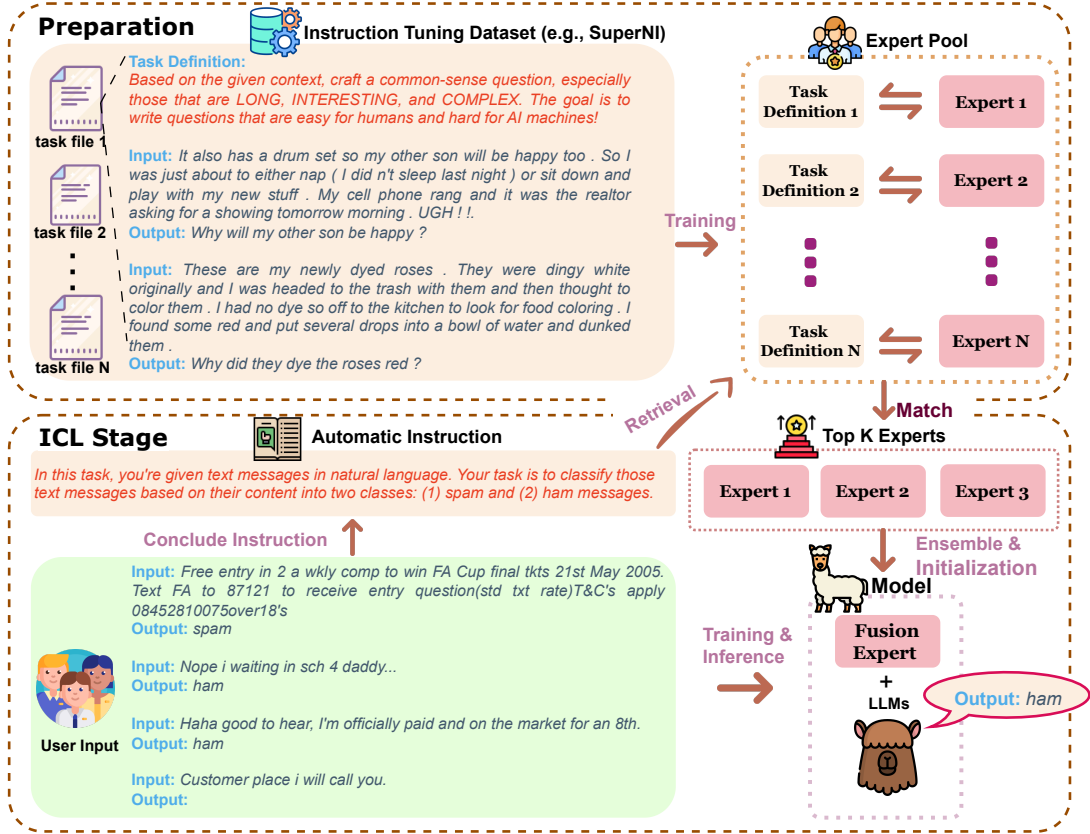 Preparation
Instruction Tuning Dataset (e.g., SuperNI)
task file 1
task file 2
task file N
Task Definition:
Based on the given context, craft a common-sense question, especially
those that are LONG, INTERESTING, and COMPLEX. The goal is to
write questions that are easy for humans and hard for AI machines!
Input: It also has a drum set so my other son will be happy too . So I
was just about to either nap ( I did n't sleep last night ) or sit down and
play with my new stuff . My cell phone rang and it was the realtor
asking for a showing tomorrow morning . UGH ! !.
Output: Why will my other son be happy ?
Input: These are my newly dyed roses . They were dingy white
originally and I was headed to the trash with them and then thought to
color them . I had no dye so off to the kitchen to look for food coloring . I
found some red and put several drops into a bowl of water and dunked
them .
Output: Why did they dye the roses red ?
Training
Expert Pool
Task
Definition 1
Expert 1
Task
Definition 2
Expert 2
Task
Definition N
Expert N
Retrieval
Match
ICL Stage
Automatic Instruction
In this task, you're given text messages in natural language. Your task is to classify those
text messages based on their content into two classes: (1) spam and (2) ham messages.
Conclude Instruction
Input: Free entry in 2 a wkly comp to win FA Cup final tkts 21st May 2005.
Text FA to 87121 to receive entry question(std txt rate)T&C's apply
08452810075over18's
Output: spam
Input: Nope i waiting in sch 4 daddy...
Output: ham
Input: Haha good to hear, I'm officially paid and on the market for an 8th.
Output: ham
Input: Customer place i will call you.
Output:
User Input
Top K Experts
Expert 1
Expert 2
Expert 3
Ensemble &
Initialization
Model
Training &
Inference
Fusion
Expert
+
LLMs
Output: ham